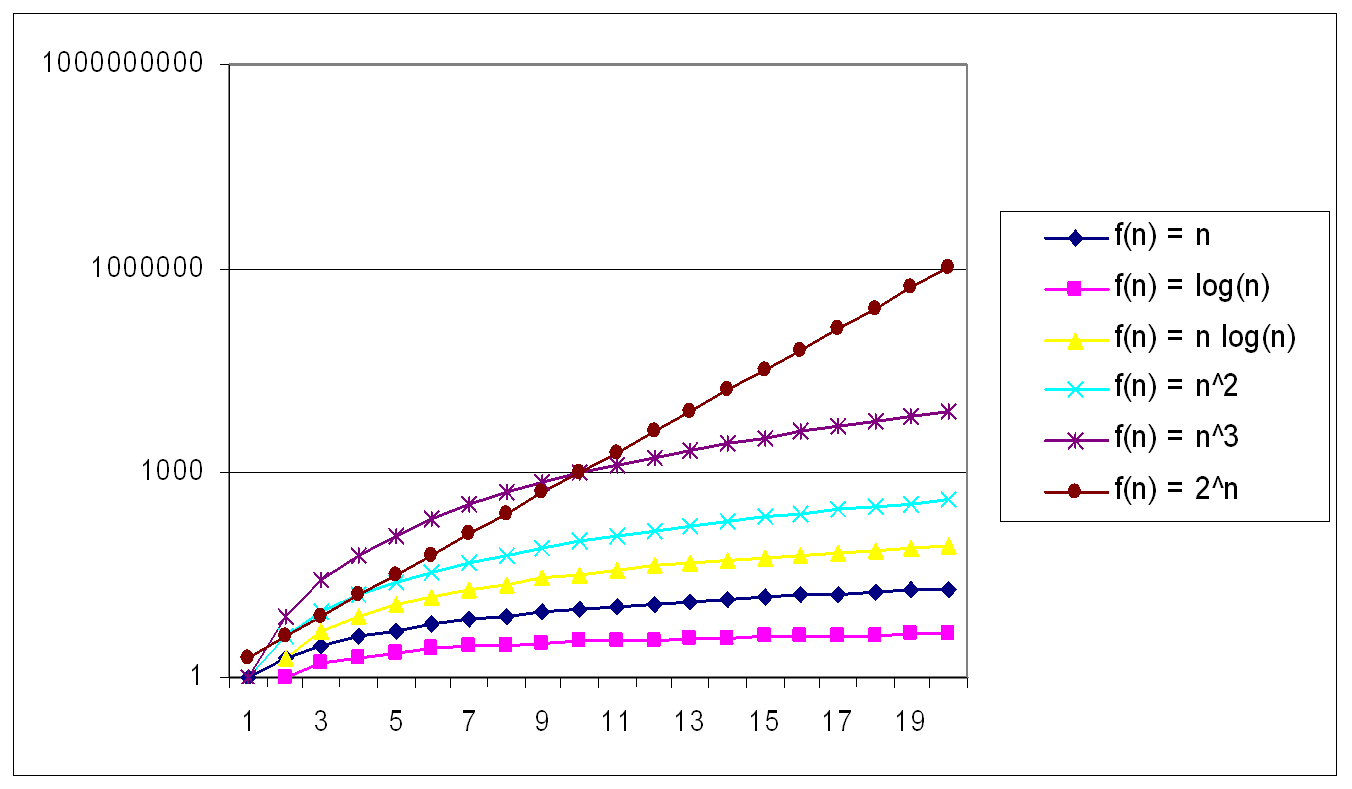 1000000000
1000000
1000
1
1 3 5 7 9 11 13 15 17 19
f(n) = n
f(n) = log(n)
f(n) = n log(n)
f(n) = n^2
f(n) = n^3
f(n) = 2^n